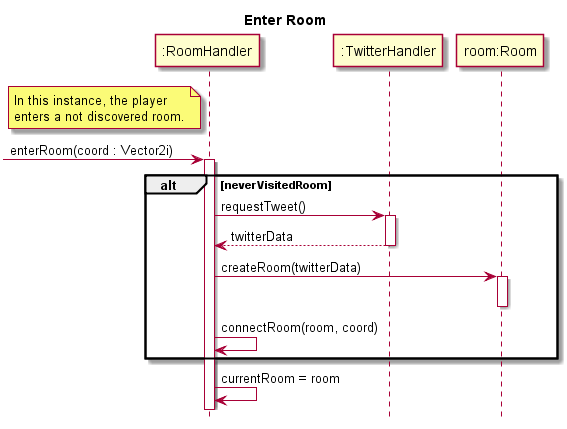 Enter Room
:RoomHandler
:TwitterHandler
room:Room
In this instance, the player
enters a not discovered room.
enterRoom(coord : Vector2i)
alt
[neverVisitedRoom]
requestTweet()
twitterData
createRoom(twitterData)
connectRoom(room, coord)
currentRoom = room